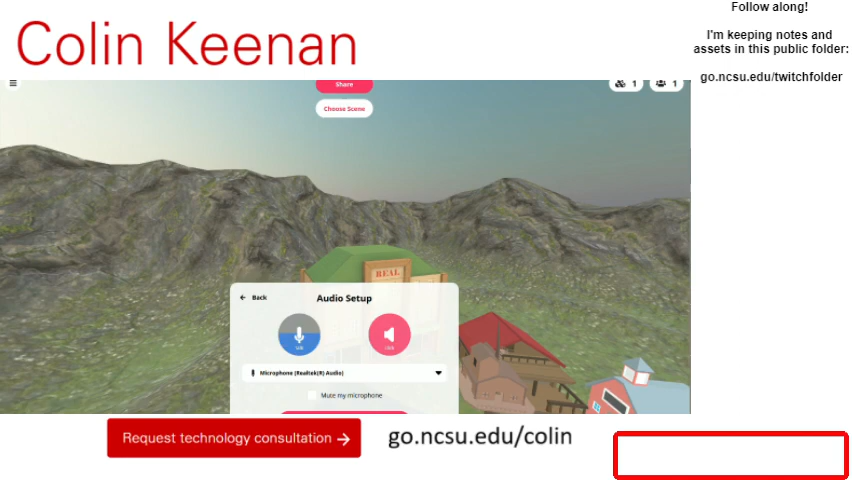 Colin Keenan
Follow along!
I'm keeping notes and
assets in this public folder:
go.ncsu.edu/twitchfolder
Share
1
1
Choose Scene
REAL
Back
Audio Setup
Microphone (Realtek(R) Audio)
Mute my microphone
Request technology consultation →
go.ncsu.edu/colin